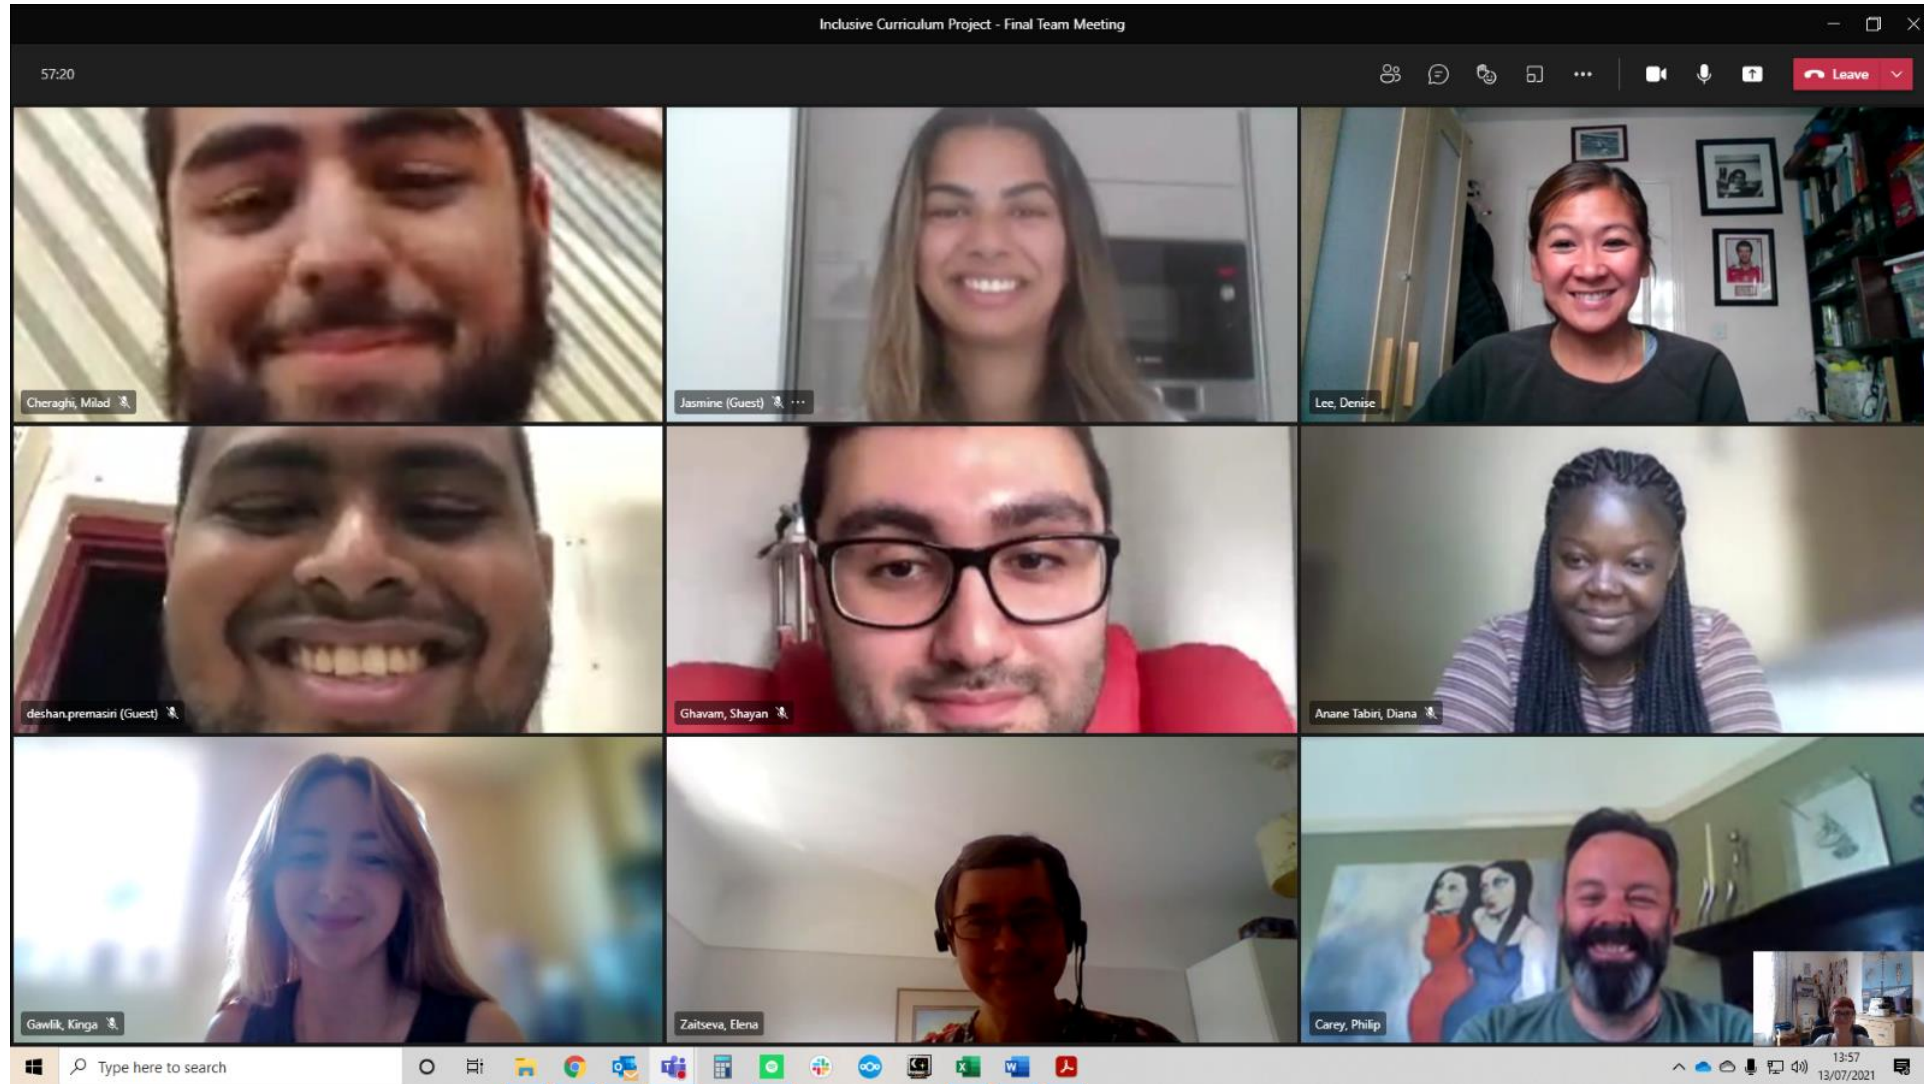 Inclusive Curriculum Project - Final Team Meeting
57:20
Leave
Cheraghi, Milad
Jasmine (Guest)
Lee, Denise
deshan.premasiri (Guest)
Ghavam, Shayan
Anane Tabiri, Diana
Gawlik, Kinga
Zaitseva, Elena
Carey, Philip
Type here to search
13:57
13/07/2021